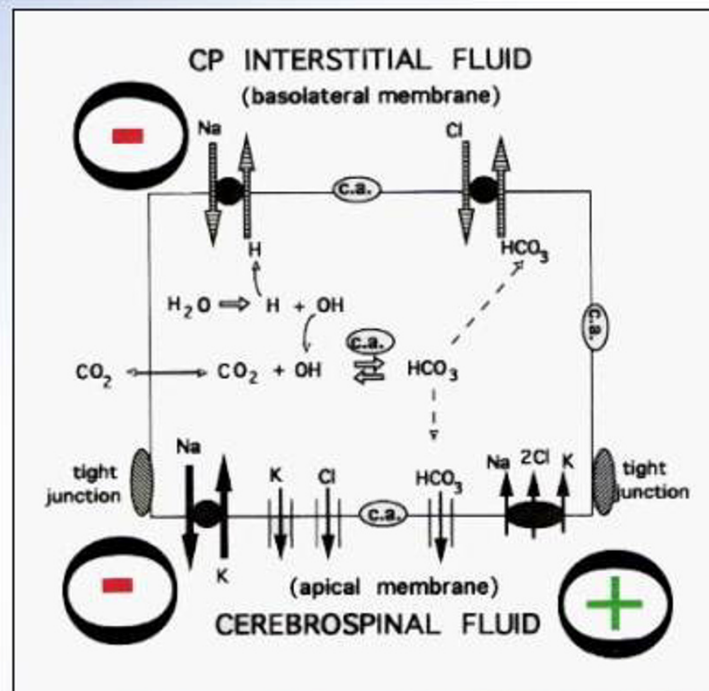 CP INTERSTITIAL FLUID
(basolateral membrane)
Na
Cl
c.a.
H
HCO3
H2O H + OH
c.a.
c.a.
CO2 CO2 + OH HCO3
Na
K
Cl
HCO3
Na 2Cl K
tight
junction
tight
junction
c.a.
K
(apical membrane)
CEREBROSPINAL FLUID